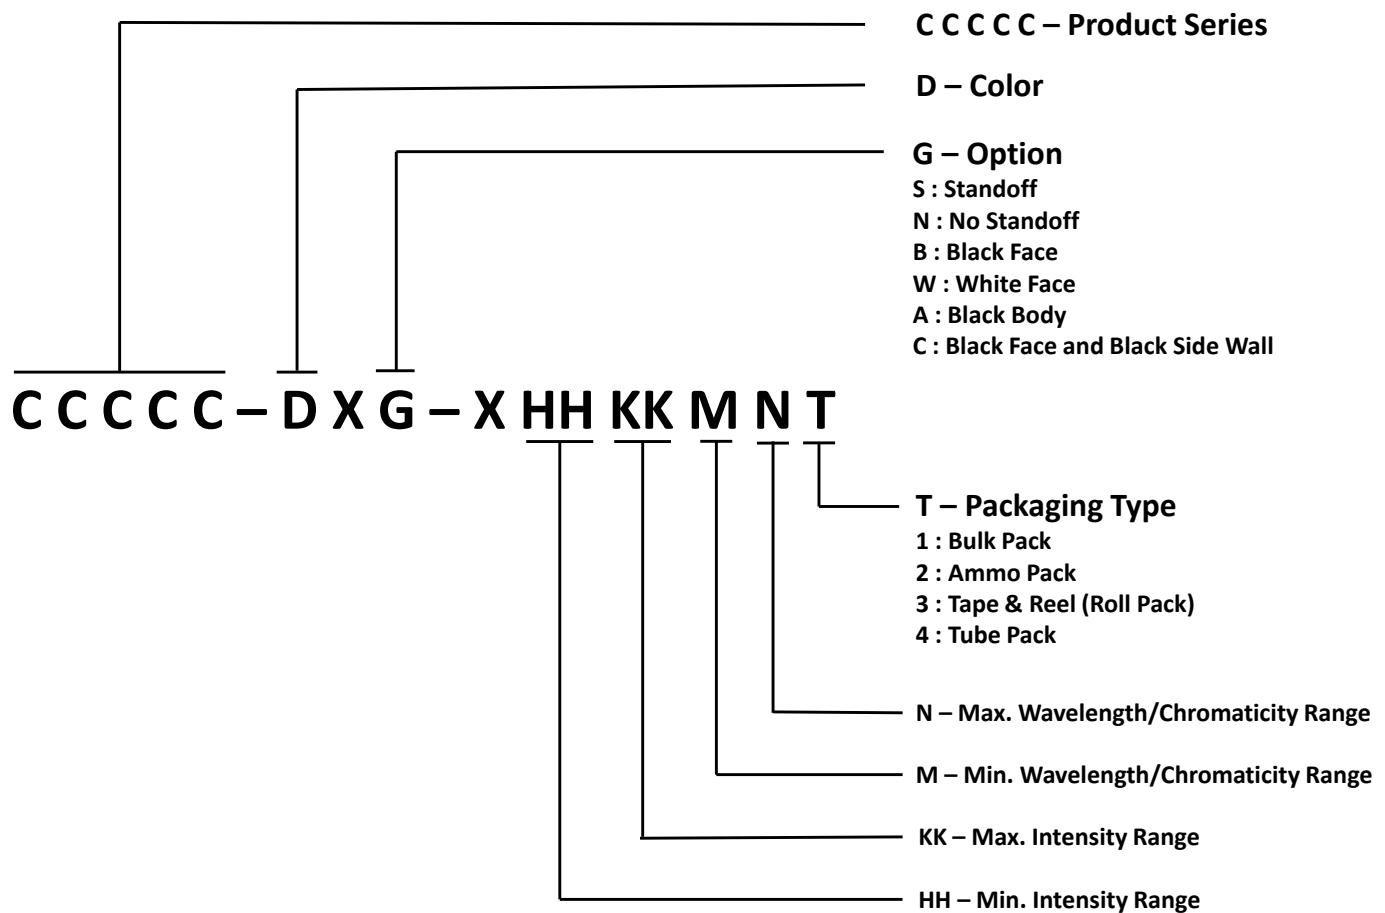 C C C C C – Product Series
D – Color
G – Option
S : Standoff
N : No Standoff
B : Black Face
W : White Face
A : Black Body
C : Black Face and Black Side Wall
C C C C C – D X G – X HH KK M N T
T – Packaging Type
1 : Bulk Pack
2 : Ammo Pack
3 : Tape & Reel (Roll Pack)
4 : Tube Pack
N – Max. Wavelength/Chromaticity Range
M – Min. Wavelength/Chromaticity Range
KK – Max. Intensity Range
HH – Min. Intensity Range